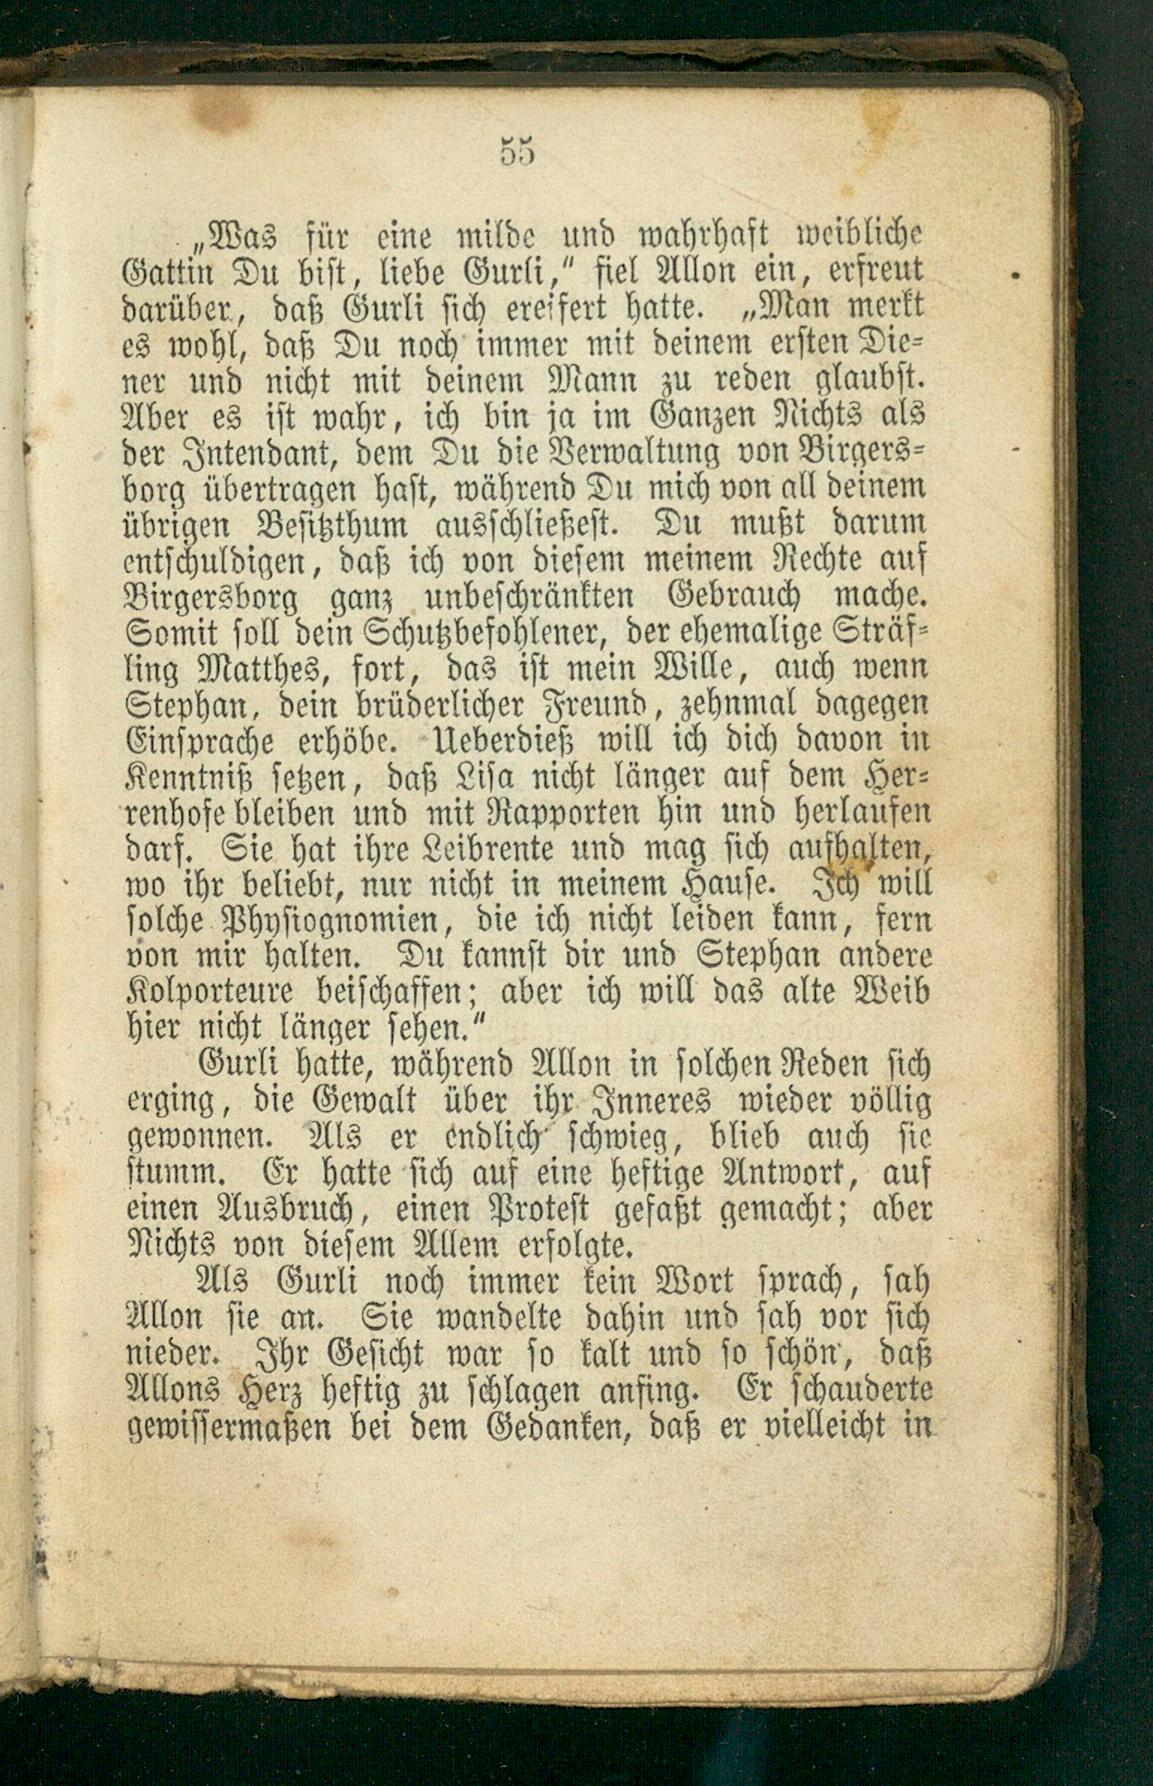 55
„Was für eine milde und wahrhaft weibliche
Gattin Du bist, liebe Gurli,“ fiel Allon ein, erfreut
darüber, daß Gurli sich ereifert hatte. „Man merkt
es wohl, daß Du noch immer mit deinem ersten Die-
ner und nicht mit deinem Mann zu reden glaubst.
Aber es ist wahr, ich bin ja im Ganzen Nichts als
der Intendant, dem Du die Verwaltung von Birgers-
borg übertragen hast, während Du mich von all deinem
übrigen Besitzthum ausschließest. Du mußt darum
entschuldigen, daß ich von diesem meinem Rechte auf
Birgersborg ganz unbeschränkten Gebrauch mache.
Somit soll dein Schutzbefohlener, der ehemalige Sträf-
ling Matthes, fort, das ist mein Wille, auch wenn
Stephan, dein brüderlicher Freund, zehnmal dagegen
Einsprache erhöbe. Ueberdieß will ich dich davon in
Kenntniß setzen, daß Lisa nicht länger auf dem Her-
renhofe bleiben und mit Rapporten hin und herlaufen
darf. Sie hat ihre Leibrente und mag sich aufhalten,
wo ihr beliebt, nur nicht in meinem Hause. Ich will
solche Physiognomien, die ich nicht leiden kann, fern
von mir halten. Du kannst dir und Stephan andere
Kolporteure beischaffen; aber ich will das alte Weib
hier nicht länger sehen.“
Gurli hatte, während Allon in solchen Reden sich
erging, die Gewalt über ihr Inneres wieder völlig
gewonnen. Als er endlich schwieg, blieb auch sie
stumm. Er hatte sich auf eine heftige Antwort, auf
einen Ausbruch, einen Protest gefaßt gemacht; aber
Nichts von diesem Allem erfolgte.
Als Gurli noch immer kein Wort sprach, sah
Allon sie an. Sie wandelte dahin und sah vor sich
nieder. Ihr Gesicht war so kalt und so schön, daß
Allons Herz heftig zu schlagen anfing. Er schauderte
gewissermaßen bei dem Gedanken, daß er vielleicht in